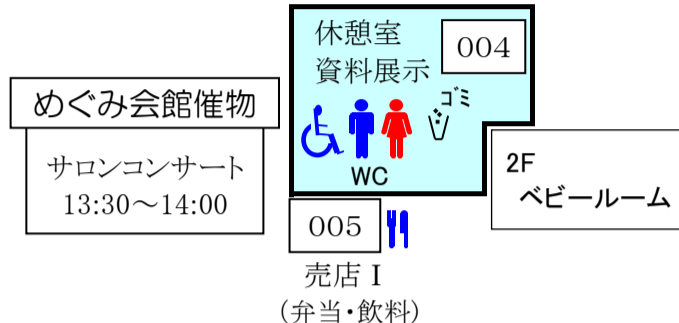 めぐみ会館催物
サロンコンサート
13:30～14:00
休憩室
資料展示
004
ゴミ
WC
2F
ベビールーム
005
売店 I
(弁当・飲料)